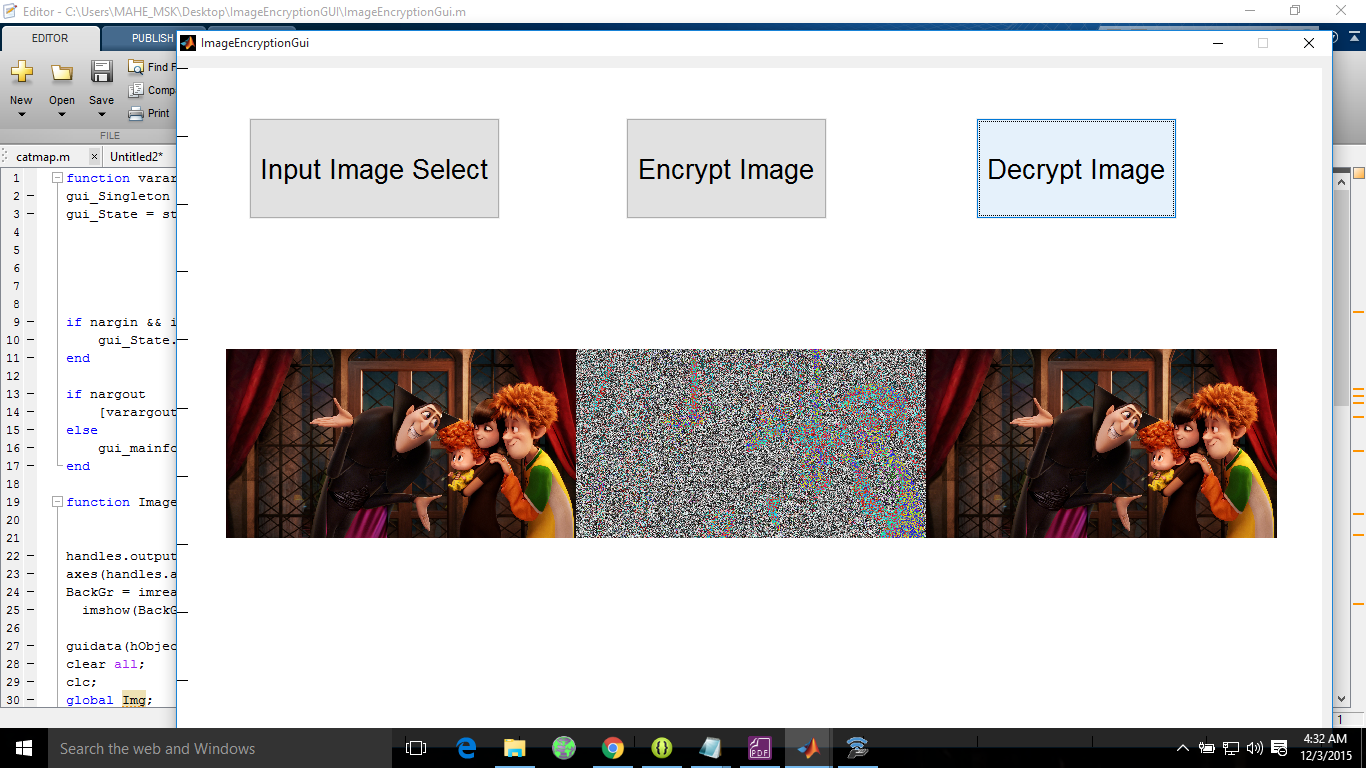 Editor - C:\Users\MAHE_MSK\Desktop\ImageEncryptionGUI\ImageEncryptionGui.m
EDITOR
PUBLISH
ImageEncryptionGui
New
Open
Save
Find F
Compa
Print
FILE
catmap.m
Untitled2*
Input Image Select
Encrypt Image
Decrypt Image
1 function varar
2 gui_Singleton
3 gui_State = st
4
5
6
7
8
9 if nargin && i
10 gui_State.
11 end
12
13 if nargout
14 [varargout
15 else
16 gui_mainfc
17 end
18
19 function Image
20
21
22 handles.output
23 axes(handles.a
24 BackGr = imrea
25 imshow(BackG
26
27 guidata(hObjec
28 clear all;
29 clc;
30 global Img;
1
Search the web and Windows
PDF
4:32 AM
12/3/2015